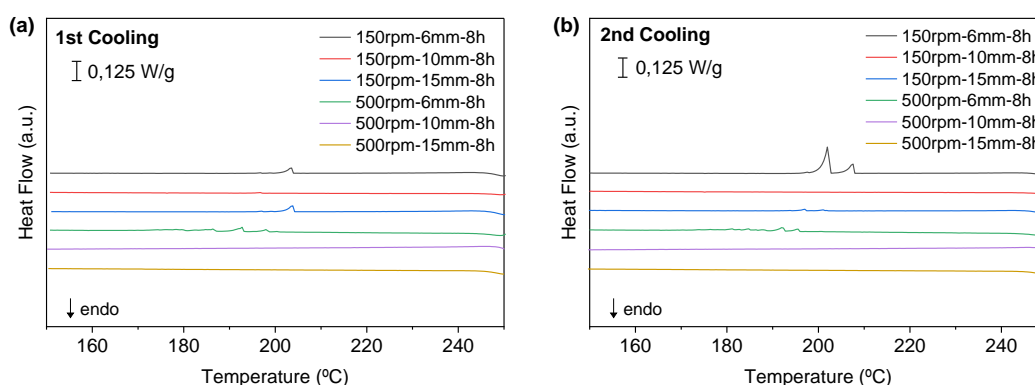 (a)
1st Cooling
0,125 W/g
150rpm-6mm-8h
150rpm-10mm-8h
150rpm-15mm-8h
500rpm-6mm-8h
500rpm-10mm-8h
500rpm-15mm-8h
Heat Flow (a.u.)
endo
160 180 200 220 240
Temperature (ºC)
(b)
2nd Cooling
0,125 W/g
150rpm-6mm-8h
150rpm-10mm-8h
150rpm-15mm-8h
500rpm-6mm-8h
500rpm-10mm-8h
500rpm-15mm-8h
Heat Flow (a.u.)
endo
160 180 200 220 240
Temperature (ºC)